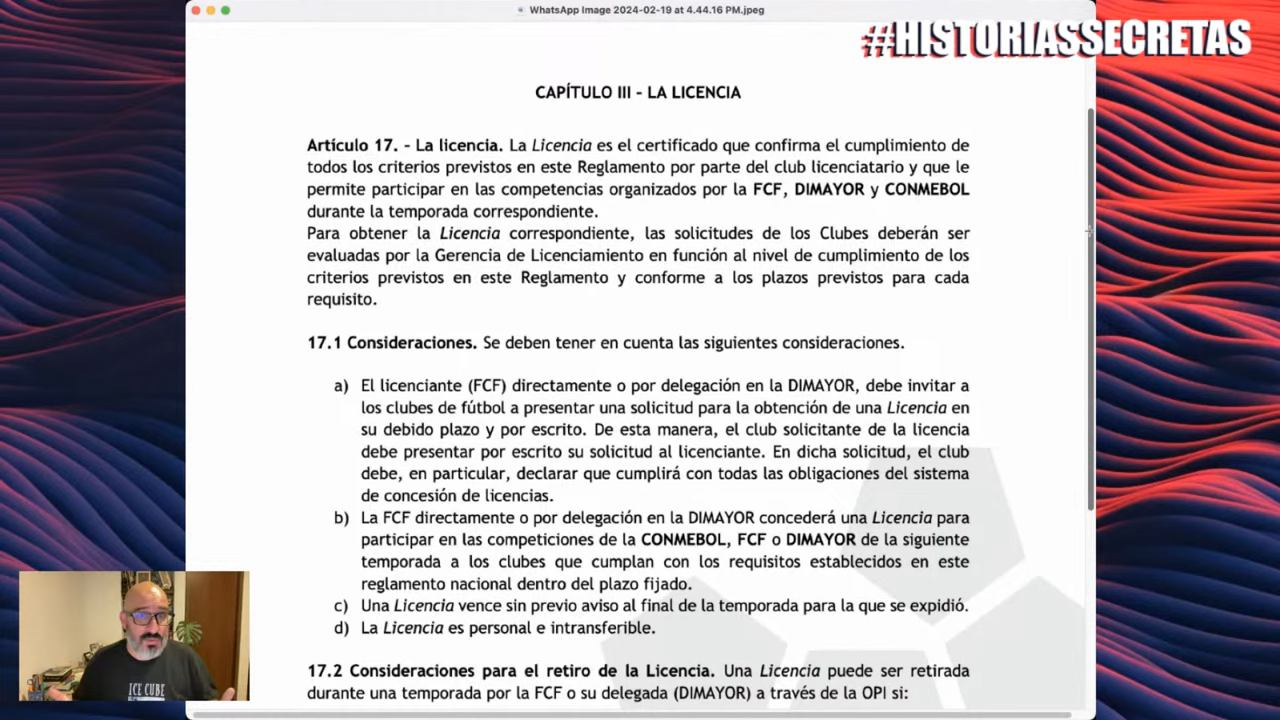 WhatsApp Image 2024-02-19 at 4.44.16 PM.jpeg
#HISTORIASSECRETAS
CAPÍTULO III - LA LICENCIA
Artículo 17. - La licencia. La Licencia es el certificado que confirma el cumplimiento de
todos los criterios previstos en este Reglamento por parte del club licenciatario y que le
permite participar en las competencias organizados por la FCF, DIMAYOR y CONMEBOL
durante la temporada correspondiente.
Para obtener la Licencia correspondiente, las solicitudes de los Clubes deberán ser
evaluadas por la Gerencia de Licenciamiento en función al nivel de cumplimiento de los
criterios previstos en este Reglamento y conforme a los plazos previstos para cada
requisito.
17.1 Consideraciones. Se deben tener en cuenta las siguientes consideraciones.
a) El licenciante (FCF) directamente o por delegación en la DIMAYOR, debe invitar a
los clubes de fútbol a presentar una solicitud para la obtención de una Licencia en
su debido plazo y por escrito. De esta manera, el club solicitante de la licencia
debe presentar por escrito su solicitud al licenciante. En dicha solicitud, el club
debe, en particular, declarar que cumplirá con todas las obligaciones del sistema
de concesión de licencias.
b) La FCF directamente o por delegación en la DIMAYOR concederá una Licencia para
participar en las competiciones de la CONMEBOL, FCF o DIMAYOR de la siguiente
temporada a los clubes que cumplan con los requisitos establecidos en este
reglamento nacional dentro del plazo fijado.
c) Una Licencia vence sin previo aviso al final de la temporada para la que se expidió.
d) La Licencia es personal e intransferible.
17.2 Consideraciones para el retiro de la Licencia. Una Licencia puede ser retirada
durante una temporada por la FCF o su delegada (DIMAYOR) a través de la OPI si:
ICE CUBE